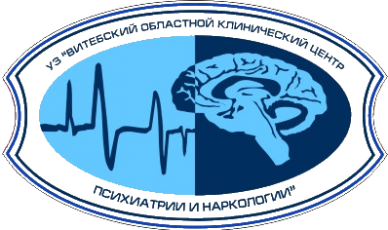 УЗ "ВИТЕБСКИЙ ОБЛАСТНОЙ КЛИНИЧЕСКИЙ ЦЕНТР
ПСИХИАТРИИ И НАРКОЛОГИИ"